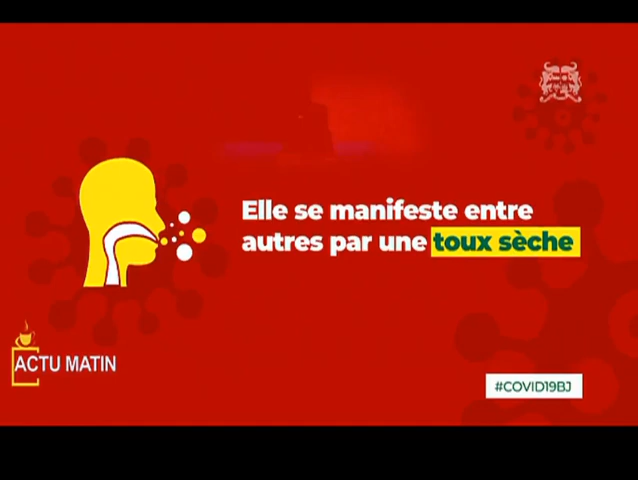 Elle se manifeste entre
autres par une toux sèche
ACTU MATIN
#COVID19BJ